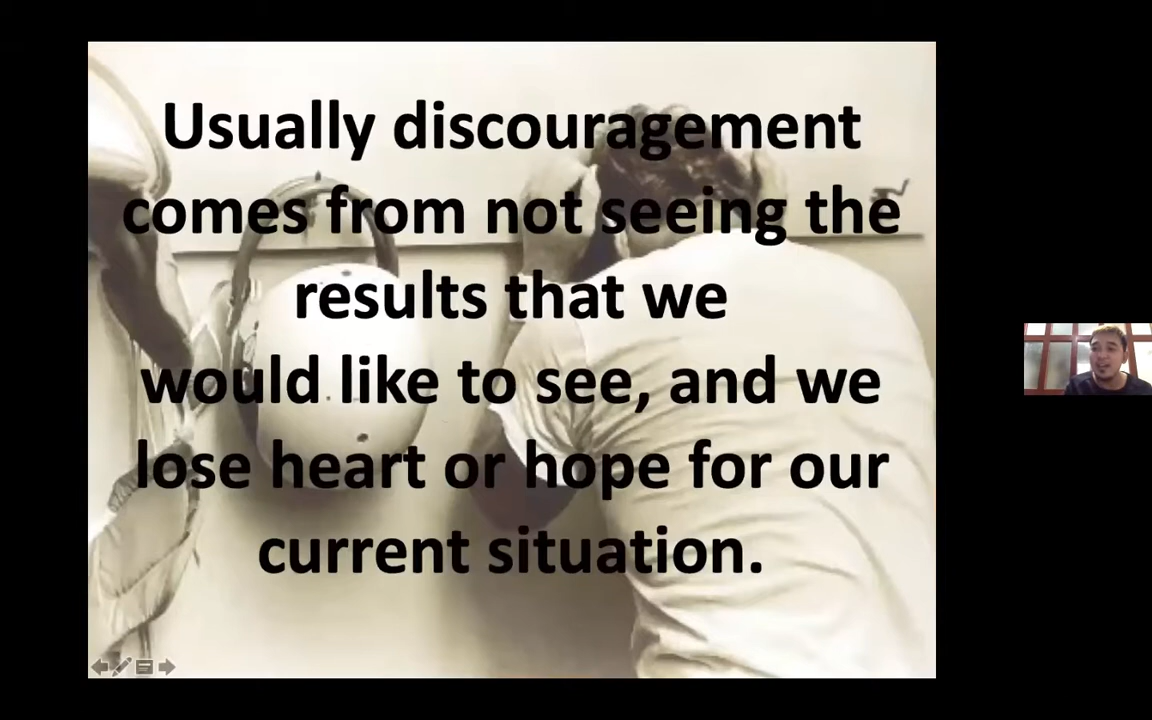 Usually discouragement
comes from not seeing the
results that we
would like to see, and we
lose heart or hope for our
current situation.